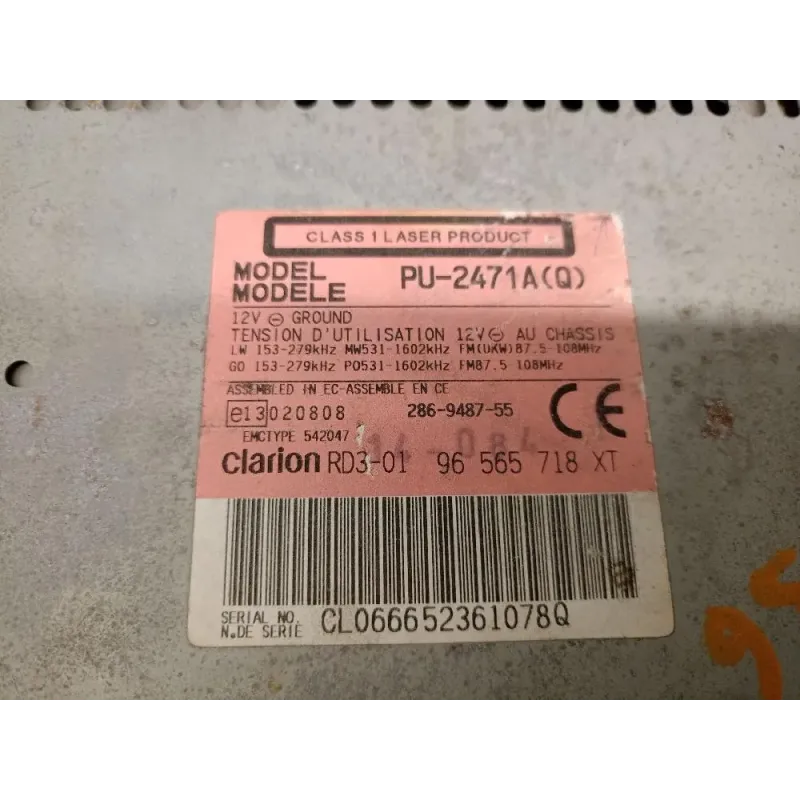 CLASS 1 LASER PRODUCT
MODEL PU-2471A(Q)
MODELE
12V ⊖ GROUND
TENSION D'UTILISATION 12V⊖ AU CHASSIS
LW 153-279kHz MW531-1602kHz FM(UKW)87.5-108MHz
GO 153-279kHz PO531-1602kHz FM87.5 108MHz
ASSEMBLED IN EC-ASSEMBLE EN CE
e13 020808 286-9487-55 CE
EMCTYPE 542047
clarion RD3-01 96 565 718 XT
SERIAL NO.
N.DE SERIE CL066652361078Q